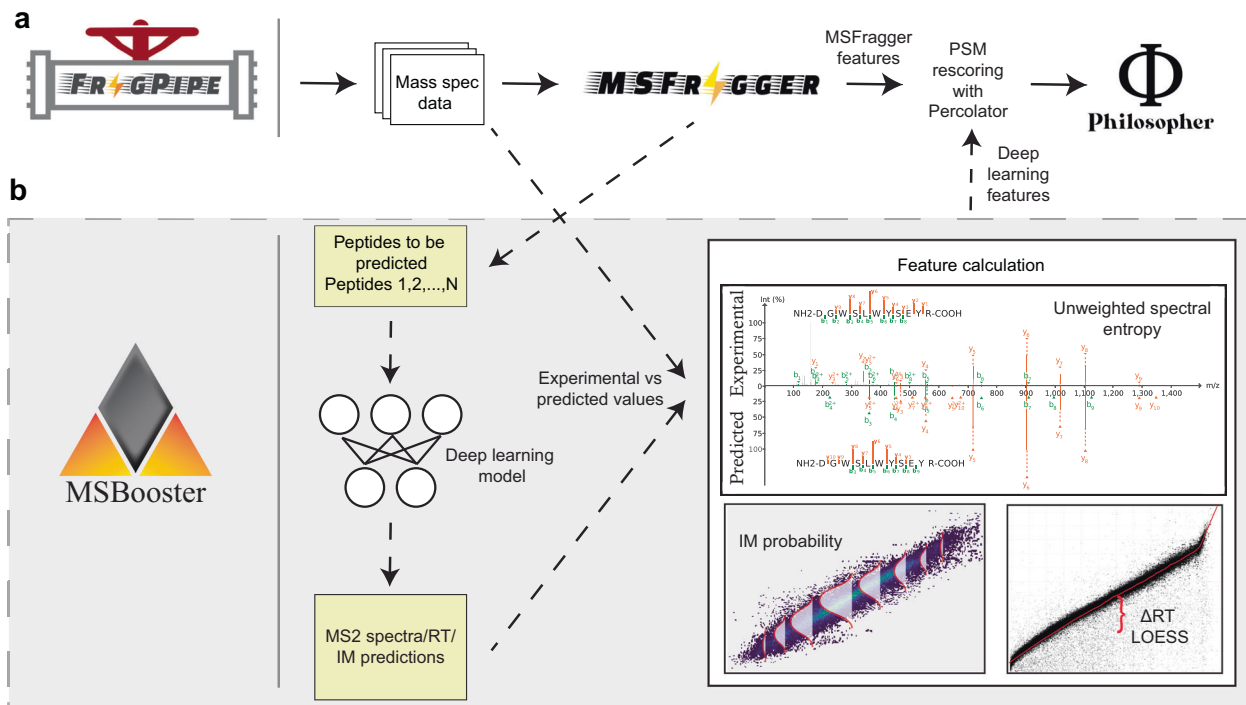 a
FRAGPIPE
Mass spec
data
MSFRAGGER
MSFragger
features
PSM
rescoring
with
Percolator
Φ
Philosopher
Deep
learning
features
b
MSBooster
Peptides to be
predicted
Peptides 1,2,...,N
Deep learning
model
MS2 spectra/RT/
IM predictions
Experimental vs
predicted values
Feature calculation
Unweighted spectral
entropy
Int (%)
Experimental
Predicted
NH2-D G W S L W Y S E Y R-COOH
100
75
50
25
0
25
50
75
100
100 200 300 400 500 600 700 800 900 1,000 1,100 1,200 1,300 1,400
m/z
NH2-D G W S L W Y S E Y R-COOH
IM probability
ΔRT
LOESS